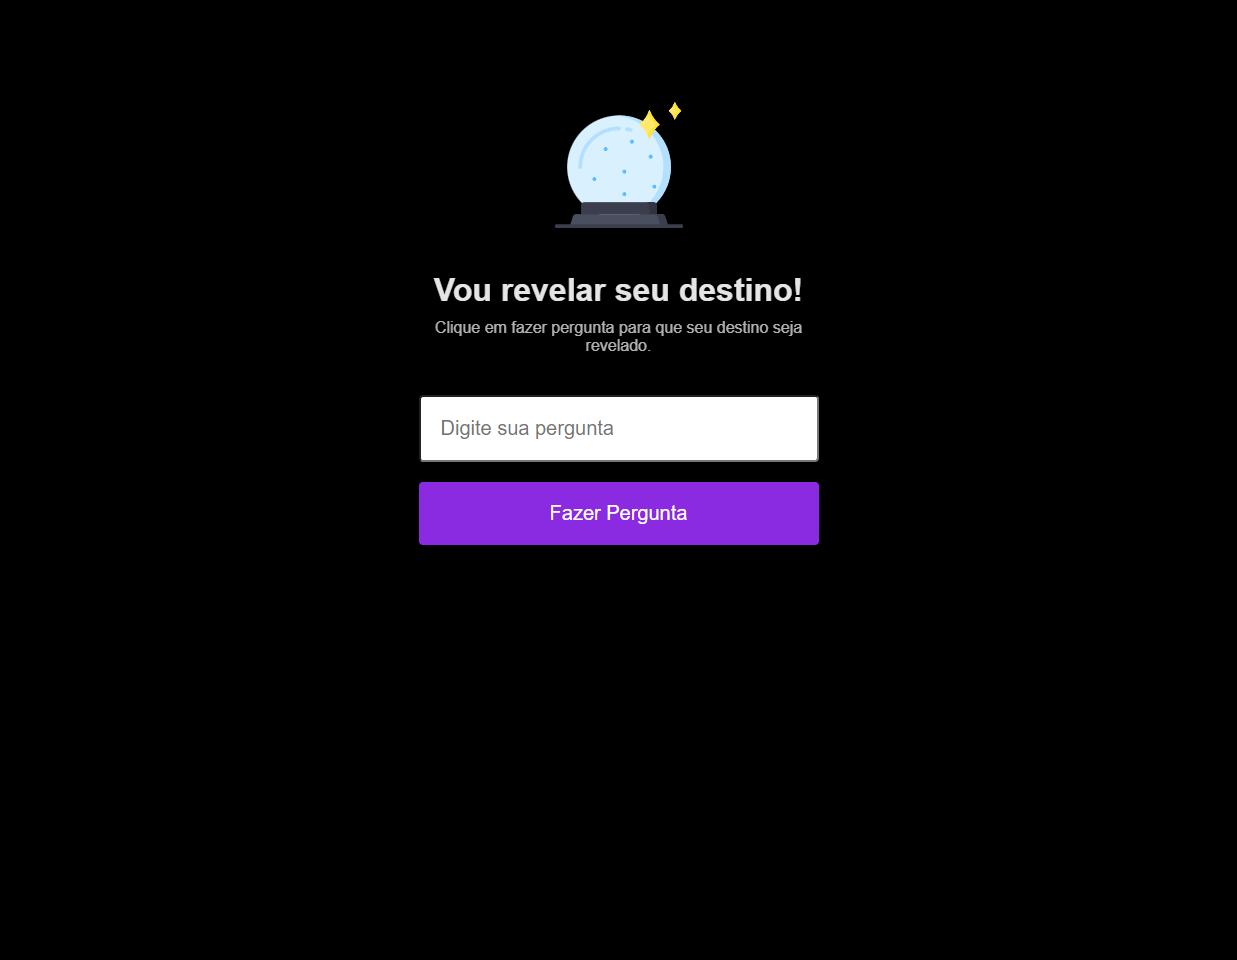 Vou revelar seu destino!
Clique em fazer pergunta para que seu destino seja
revelado.
Digite sua pergunta
Fazer Pergunta